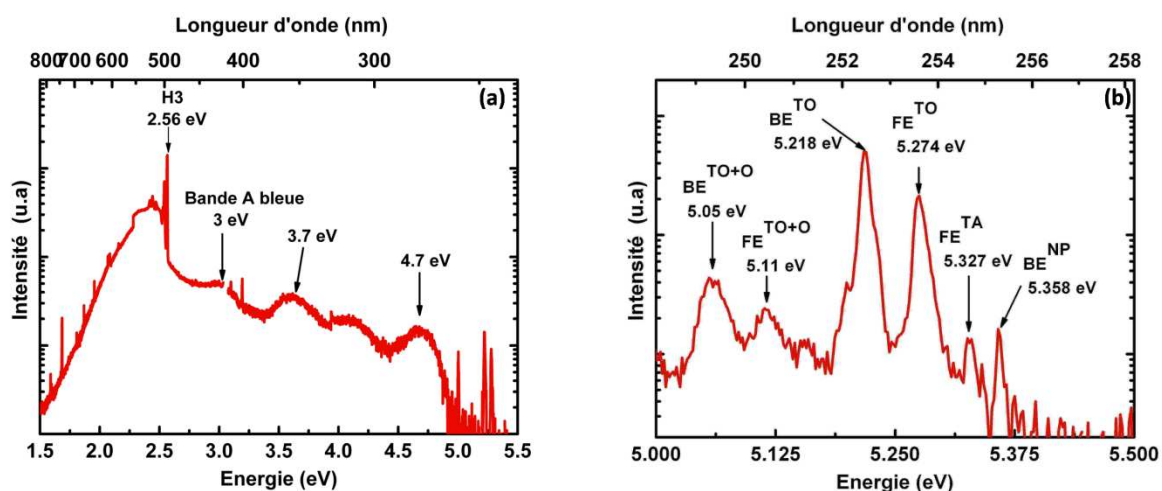 Longueur d'onde (nm)
800 700 600 500 400 300
(a)
H3
2.56 eV
Bande A bleue
3 eV
3.7 eV
4.7 eV
Intensité (u.a)
1.5 2.0 2.5 3.0 3.5 4.0 4.5 5.0 5.5
Energie (eV)
Longueur d'onde (nm)
250 252 254 256 258
(b)
BE^TO
5.218 eV
FE^TO
5.274 eV
BE^TO+O
5.05 eV
FE^TO+O
5.11 eV
FE^TA
5.327 eV
BE^NP
5.358 eV
Intensité (u.a)
5.000 5.125 5.250 5.375 5.500
Energie (eV)